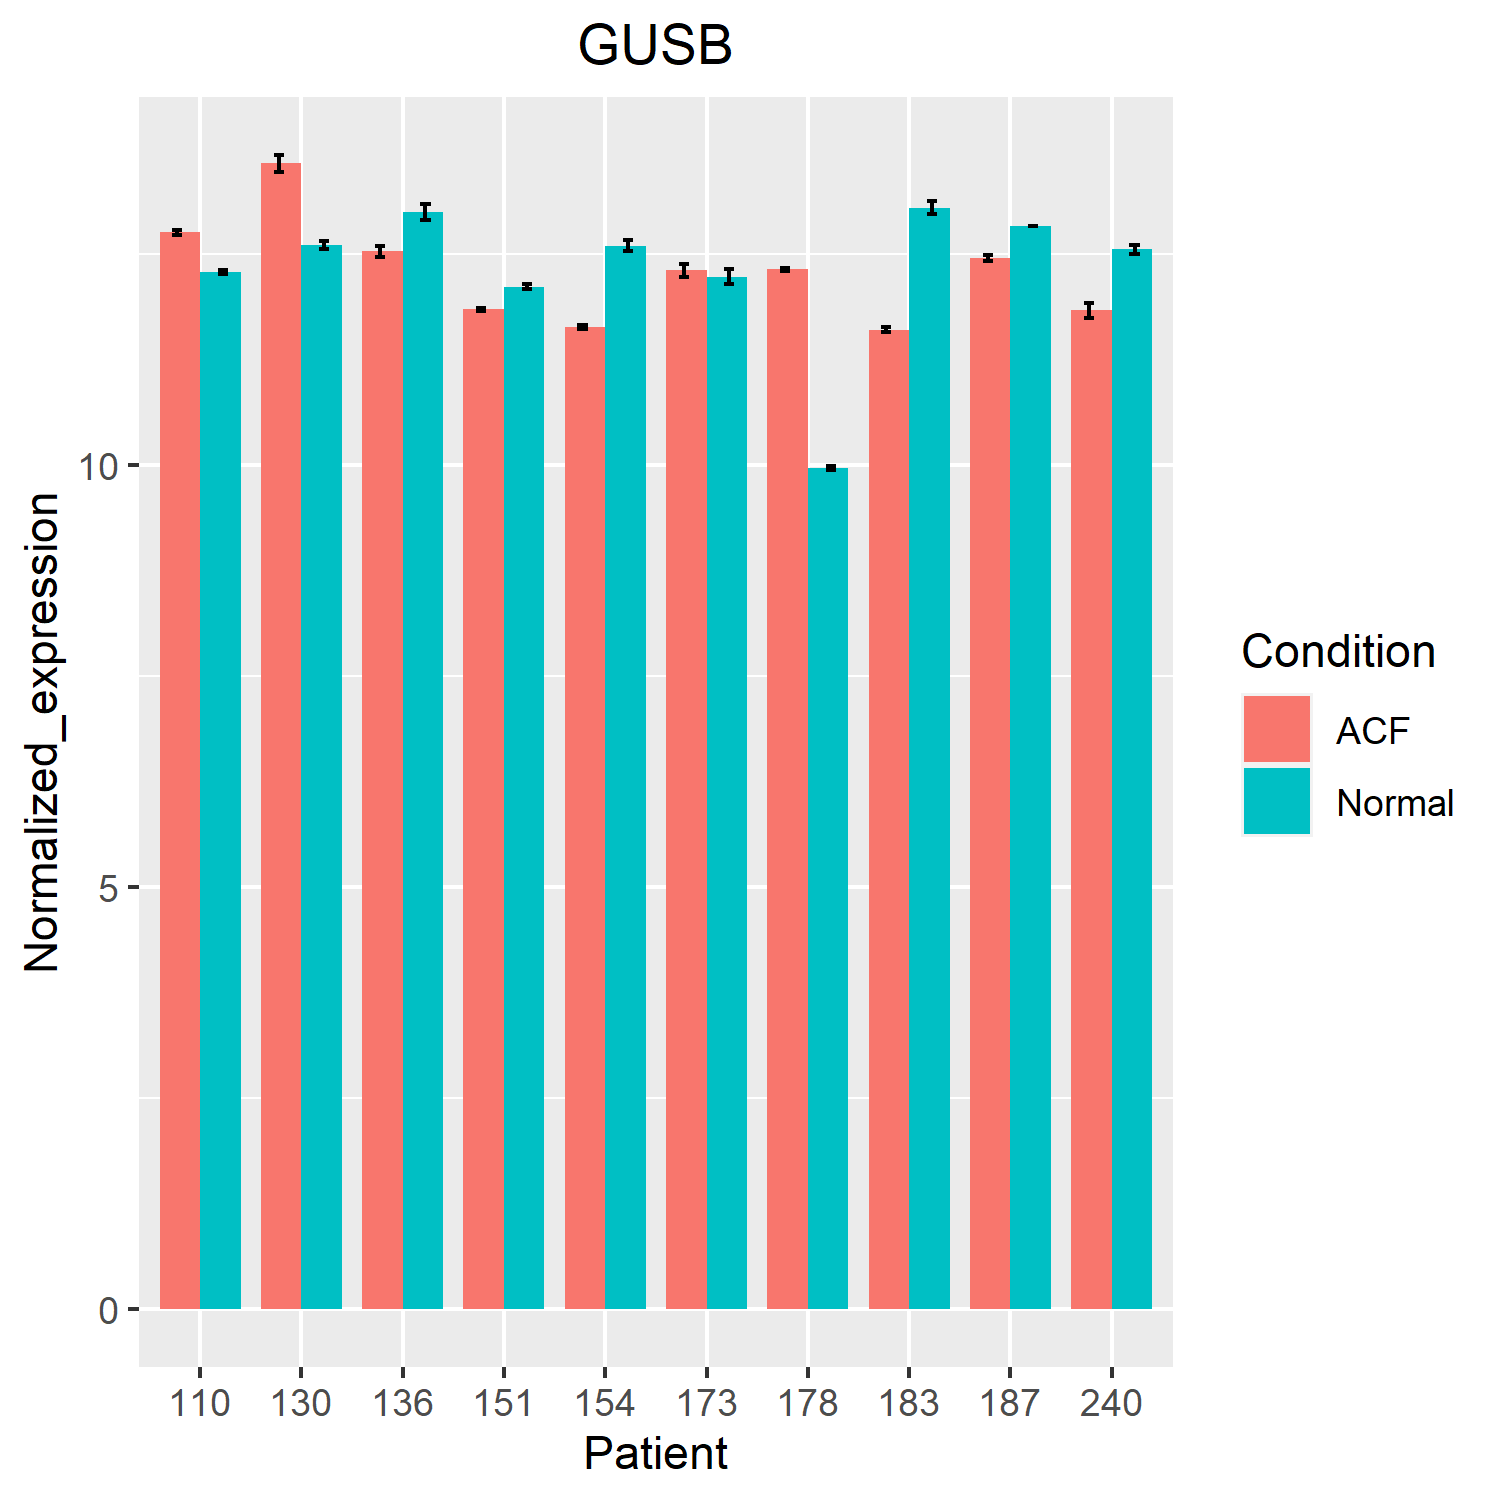 GUSB
Normalized_expression
10
5
0
110 130 136 151 154 173 178 183 187 240
Patient
Condition
ACF
Normal